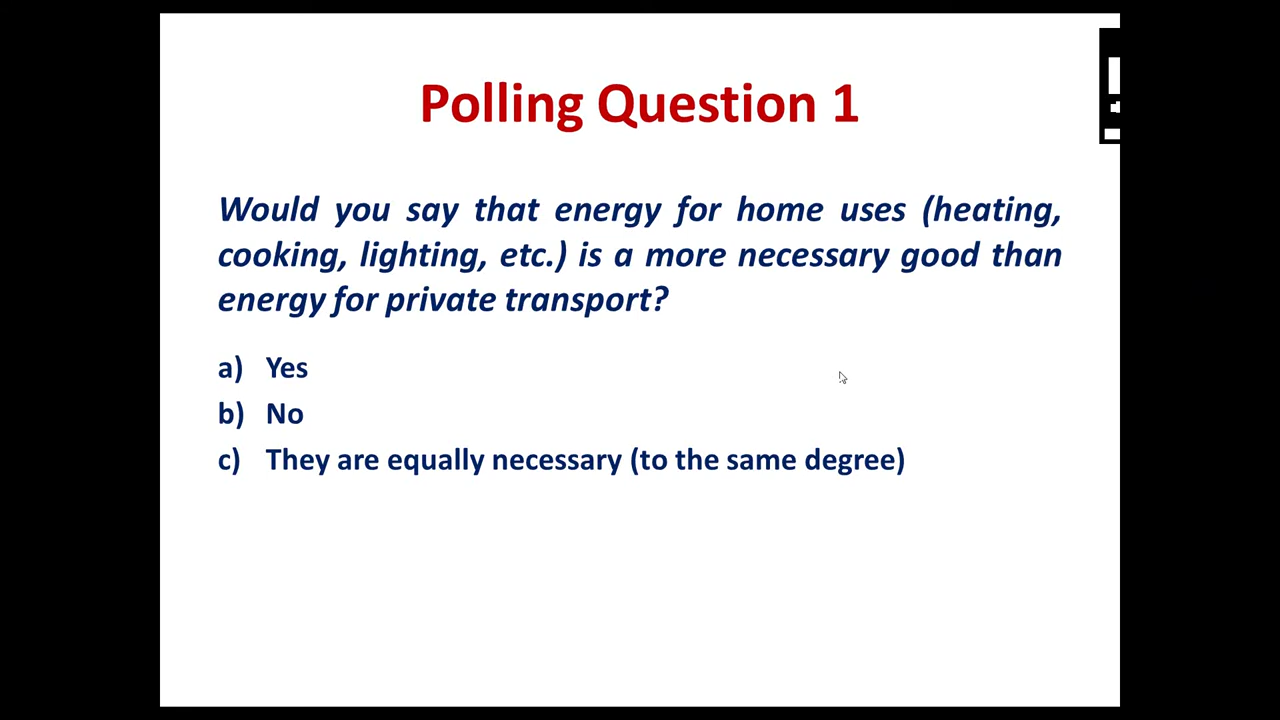 Polling Question 1
Would you say that energy for home uses (heating,
cooking, lighting, etc.) is a more necessary good than
energy for private transport?
a) Yes
b) No
c) They are equally necessary (to the same degree)